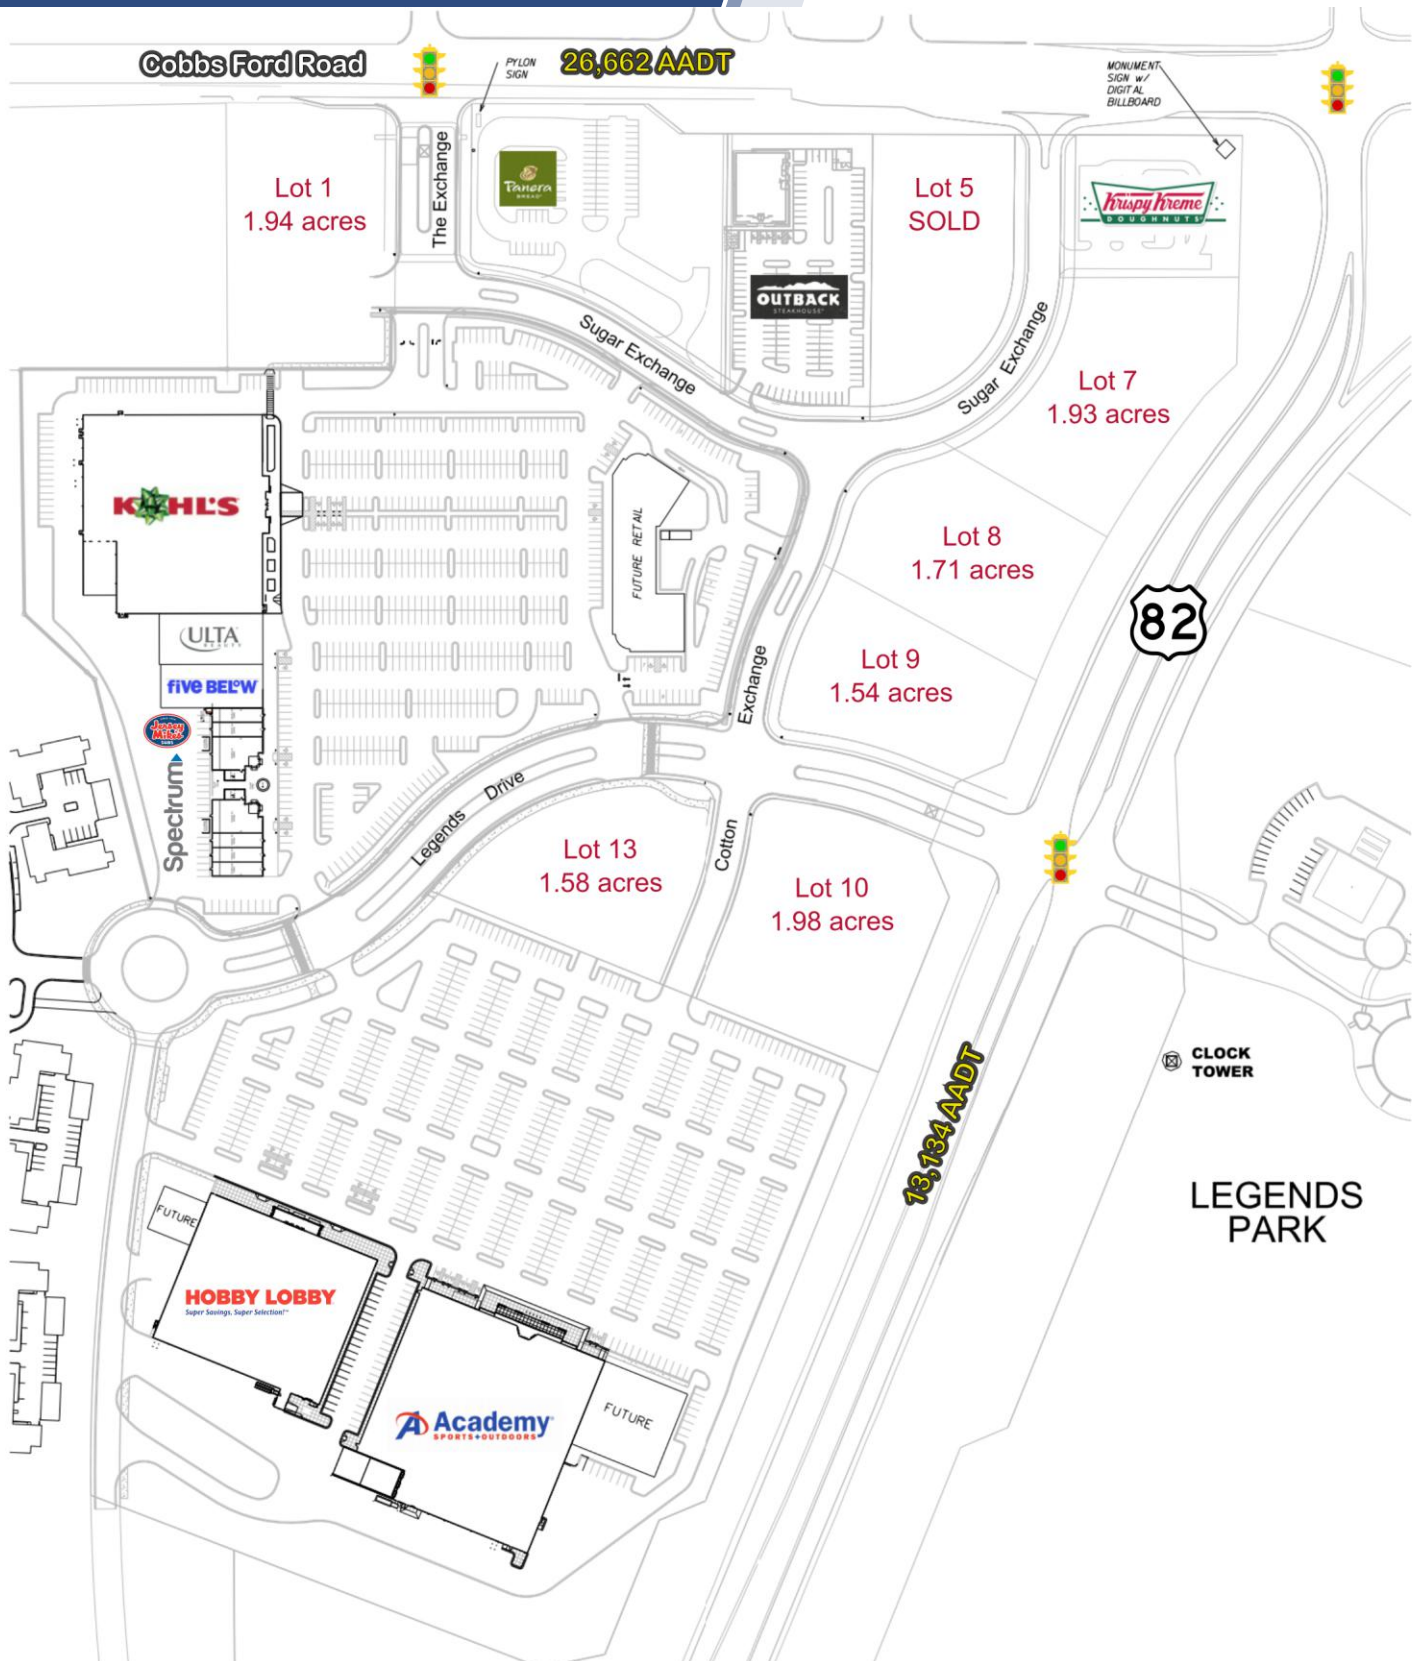 Cobbs Ford Road
PYLON
SIGN
26,662 AADT
MONUMENT
SIGN w/
DIGITAL
BILLBOARD
The Exchange
Lot 1
1.94 acres
Panera
BREAD
Lot 5
SOLD
Krispy Kreme
DOUGHNUTS
OUTBACK
STEAKHOUSE
Sugar Exchange
Sugar Exchange
Lot 7
1.93 acres
KOHL'S
FUTURE RETAIL
Lot 8
1.71 acres
82
ULTA
BEAUTY
five BELOW
Exchange
Lot 9
1.54 acres
Jersey
Mike's
SUBS
Spectrum
Legends Drive
Lot 13
1.58 acres
Cotton
Lot 10
1.98 acres
CLOCK
TOWER
13,134 AADT
LEGENDS
PARK
FUTURE
HOBBY LOBBY
Super Savings, Super Selection!
Academy
SPORTS+OUTDOORS
FUTURE